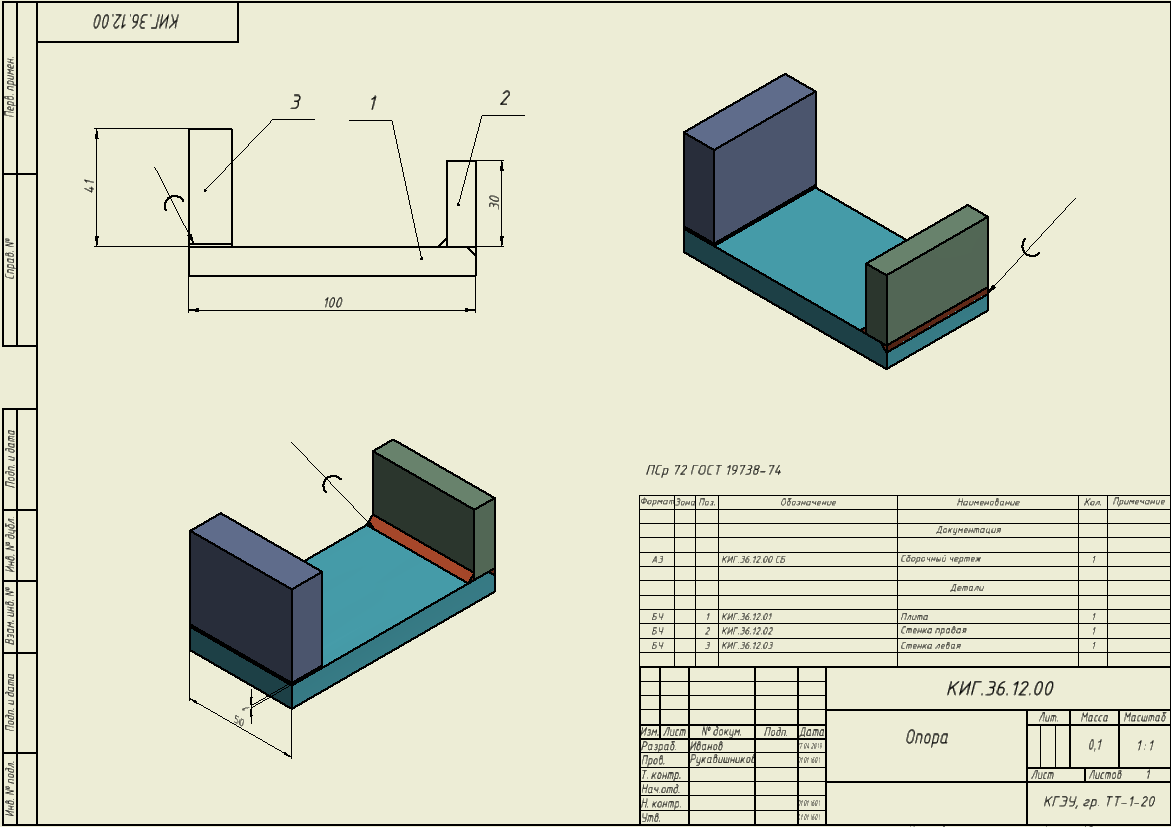 КИГ.36.12.00
Перв. примен.
Справ. №
Подп. и дата
Инв. № дубл.
Взам. инв. №
Подп. и дата
Инв. № подл.
3
1
2
41
30
100
50
ПСр 72 ГОСТ 19738-74
Формат Зона Поз. Обозначение Наименование Кол. Примечание
Документация
А3 КИГ.36.12.00 СБ Сборочный чертеж 1
Детали
БЧ 1 КИГ.36.12.01 Плита 1
БЧ 2 КИГ.36.12.02 Стенка правая 1
БЧ 3 КИГ.36.12.03 Стенка левая 1
КИГ.36.12.00
Изм. Лист № докум. Подп. Дата
Разраб. Иванов
Пров. Рукавишников
Т. контр.
Нач.отд.
Н. контр.
Утв.
Опора
Лит. Масса Масштаб
0,1 1:1
Лист Листов 1
КГЭУ, гр. ТТ-1-20